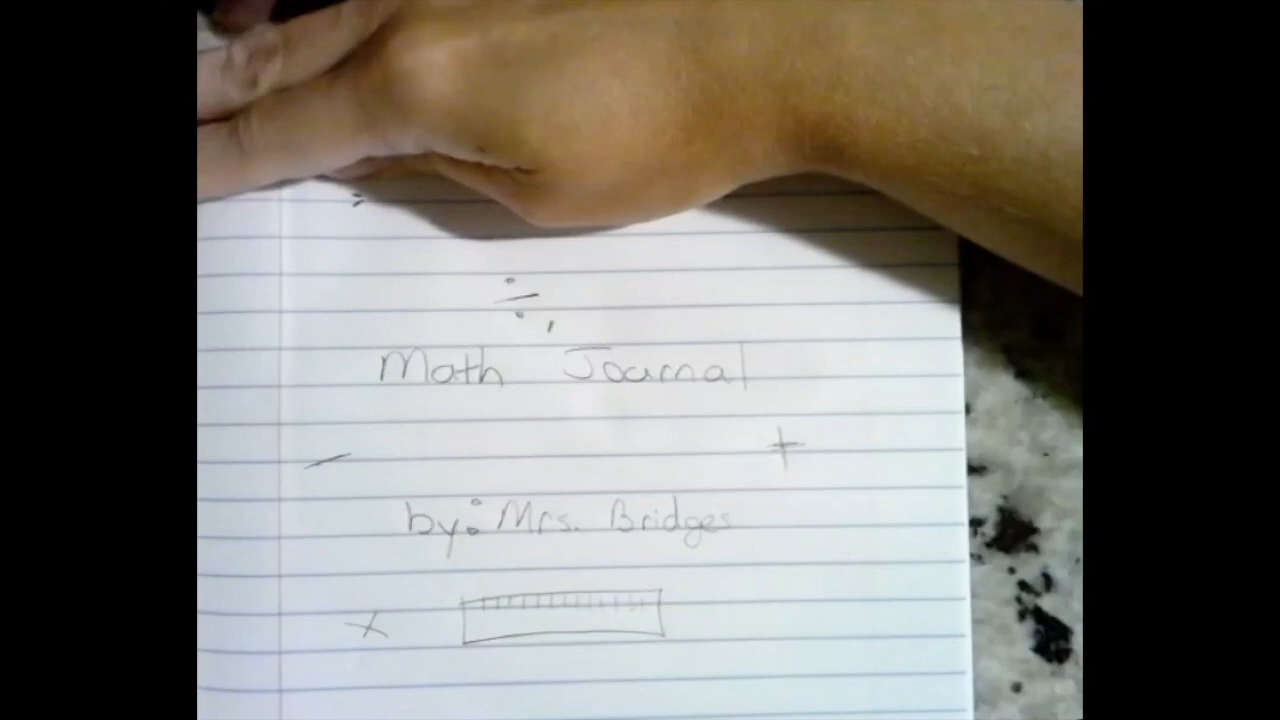 ÷
Math Journal
- +
by: Mrs. Bridges
×